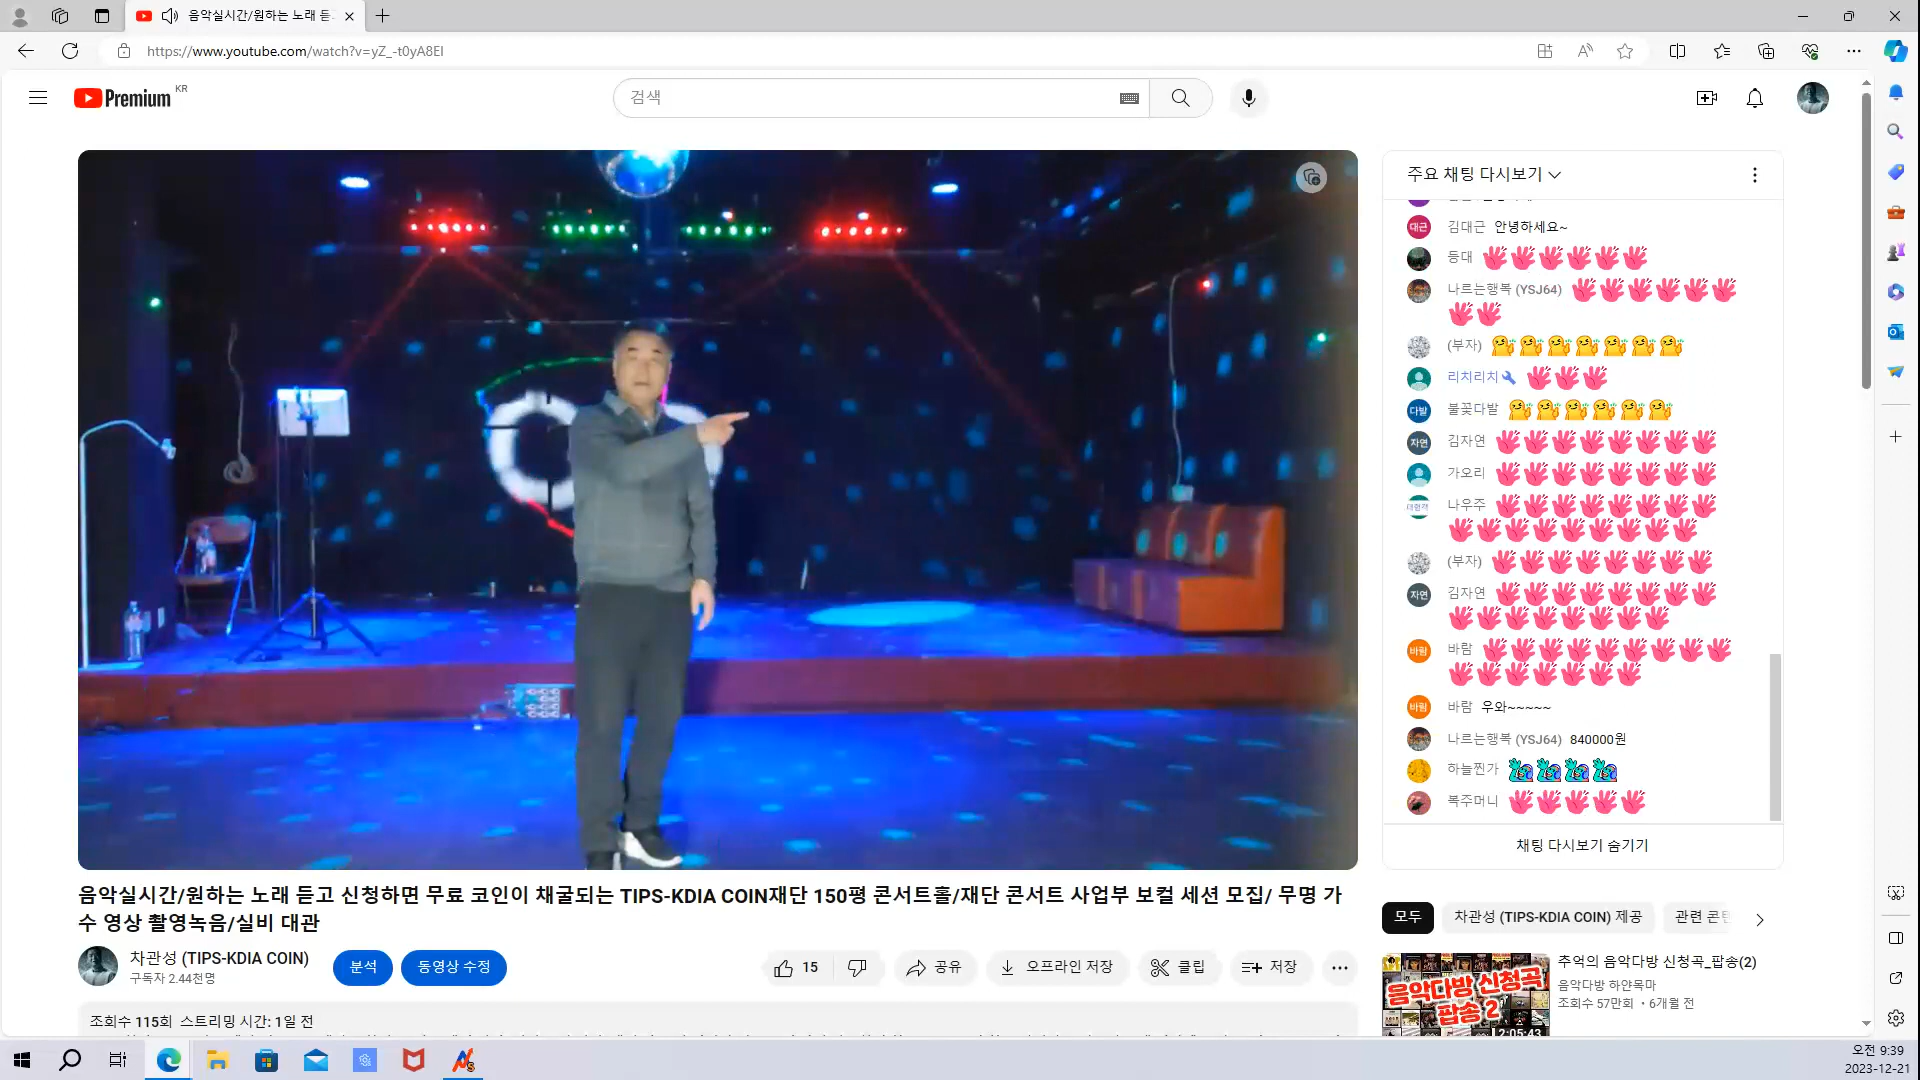 음악실시간/원하는 노래 듣
https://www.youtube.com/watch?v=yZ_-t0yA8EI
Premium KR
검색
주요 채팅 다시보기
대근 김대근 안녕하세요~
등대
나르는행복 (YSJ64)
(부자)
리치리치
다발 불꽃다발
자연 김자연
가오리
나우주
(부자)
자연 김자연
바람 바람
바람 바람 우와~~~~~
나르는행복 (YSJ64) 840000원
하늘찐가
복주머니
채팅 다시보기 숨기기
음악실시간/원하는 노래 듣고 신청하면 무료 코인이 채굴되는 TIPS-KDIA COIN재단 150평 콘서트홀/재단 콘서트 사업부 보컬 세션 모집/ 무명 가
수 영상 촬영녹음/실비 대관
차관성 (TIPS-KDIA COIN)
구독자 2.44천명
분석
동영상 수정
15
공유
오프라인 저장
클립
저장
조회수 115회 스트리밍 시간: 1일 전
모두
차관성 (TIPS-KDIA COIN) 제공
관련 콘텐
음악다방 신청곡
팝송 2
2:05:43
추억의 음악다방 신청곡_팝송(2)
음악다방 하얀목마
조회수 57만회 • 6개월 전
오전 9:39
2023-12-21